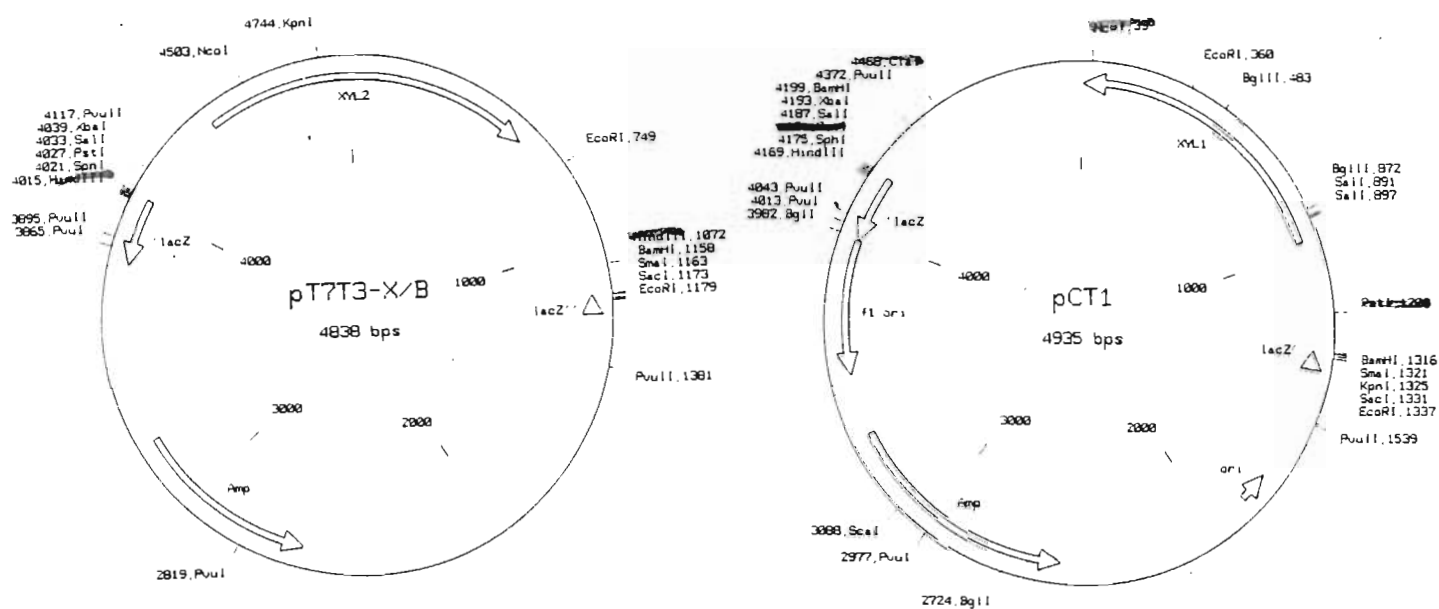 4744,KpnI
4503,NcoI
XYL2
4117,PvuII
4039,XbaI
4033,SalI
4027,PstI
4021,SphI
4015,HindIII
3895,PvuII
3865,PvuI
'lacZ
EcoRI,749
HindIII,1072
BamHI,1158
SmaI,1163
SacI,1173
EcoRI,1179
lacZ'
4000
1000
pT7T3-X/B
4838 bps
PvuII,1381
3000
2000
Amp
2819,PvuI
EcoRI,360
BglII,483
4372,PvuII
4199,BamHI
4193,XbaI
4187,SalI
4175,SphI
4169,HindIII
XYL1
BglII,872
SalI,891
SalI,897
4043,PvuII
4013,PvuI
3982,BglI
'lacZ
4000
1000
pCT1
4935 bps
f1 ori
lacZ'
BamHI,1316
SmaI,1321
KpnI,1325
SacI,1331
EcoRI,1337
PvuII,1539
3000
2000
ori
Amp
3088,ScaI
2977,PvuI
2724,BglI